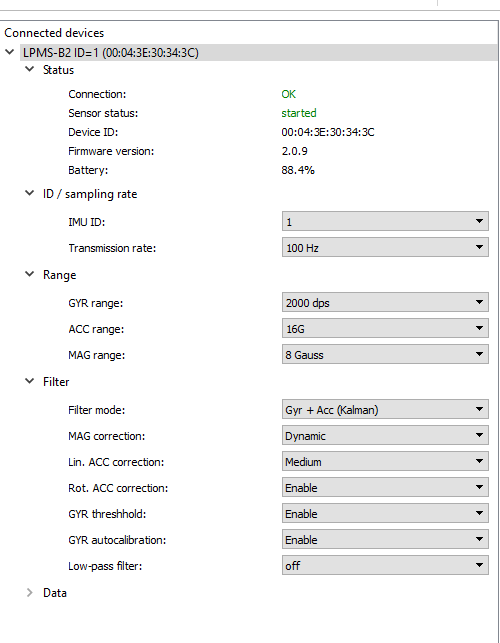 Connected devices
LPMS-B2 ID=1 (00:04:3E:30:34:3C)
Status
Connection: OK
Sensor status: started
Device ID: 00:04:3E:30:34:3C
Firmware version: 2.0.9
Battery: 88.4%
ID / sampling rate
IMU ID: 1
Transmission rate: 100 Hz
Range
GYR range: 2000 dps
ACC range: 16G
MAG range: 8 Gauss
Filter
Filter mode: Gyr + Acc (Kalman)
MAG correction: Dynamic
Lin. ACC correction: Medium
Rot. ACC correction: Enable
GYR threshhold: Enable
GYR autocalibration: Enable
Low-pass filter: off
Data